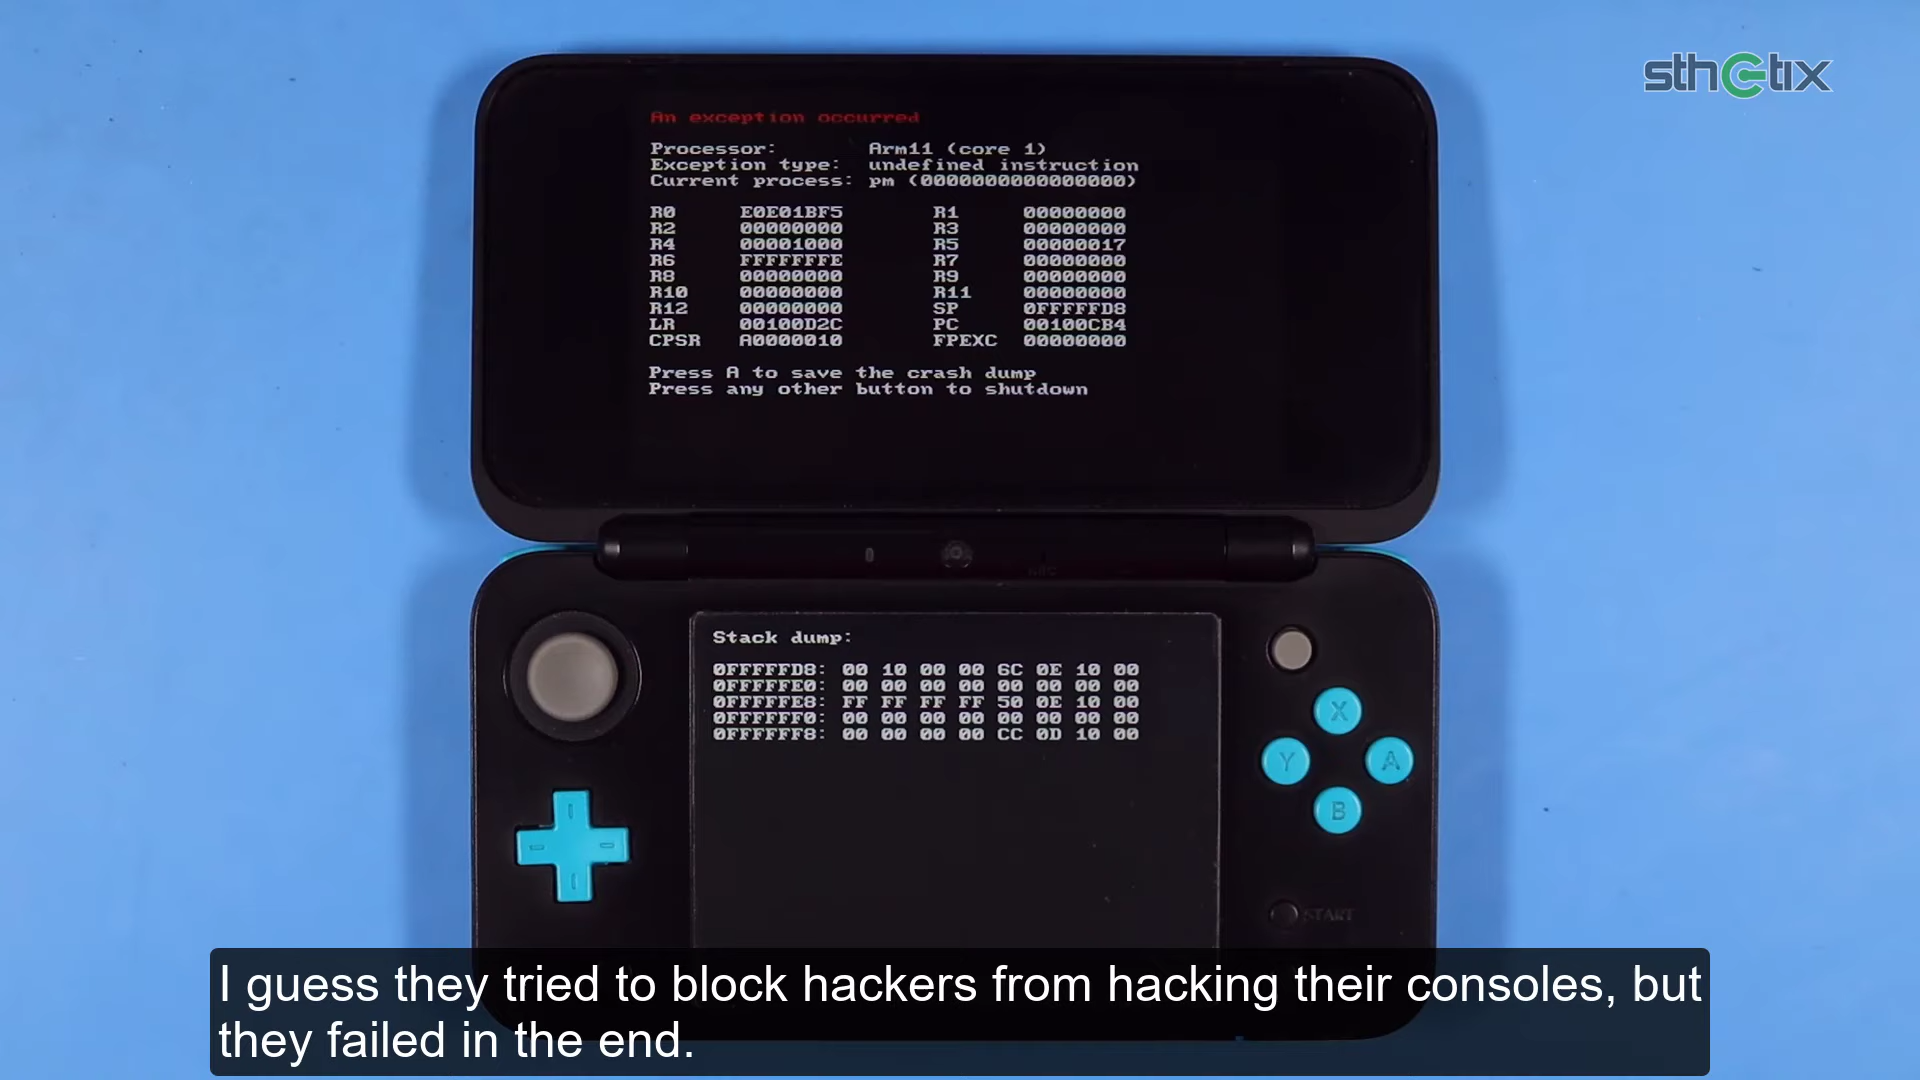 sthetix
An exception occurred
Processor: Arm11 (core 1)
Exception type: undefined instruction
Current process: pm (0000000000000000)
R0 E0E01BF5 R1 00000000
R2 00000000 R3 00000000
R4 00001000 R5 00000017
R6 FFFFFFFE R7 00000000
R8 00000000 R9 00000000
R10 00000000 R11 00000000
R12 00000000 SP 0FFFFFD8
LR 00100D2C PC 00100CB4
CPSR A0000010 FPEXC 00000000
Press A to save the crash dump
Press any other button to shutdown
Stack dump:
0FFFFFD8: 00 10 00 00 6C 0E 10 00
0FFFFFE0: 00 00 00 00 00 00 00 00
0FFFFFE8: FF FF FF FF 50 0E 10 00
0FFFFFF0: 00 00 00 00 00 00 00 00
0FFFFFF8: 00 00 00 00 CC 0D 10 00
X
Y A
B
START
I guess they tried to block hackers from hacking their consoles, but
they failed in the end.